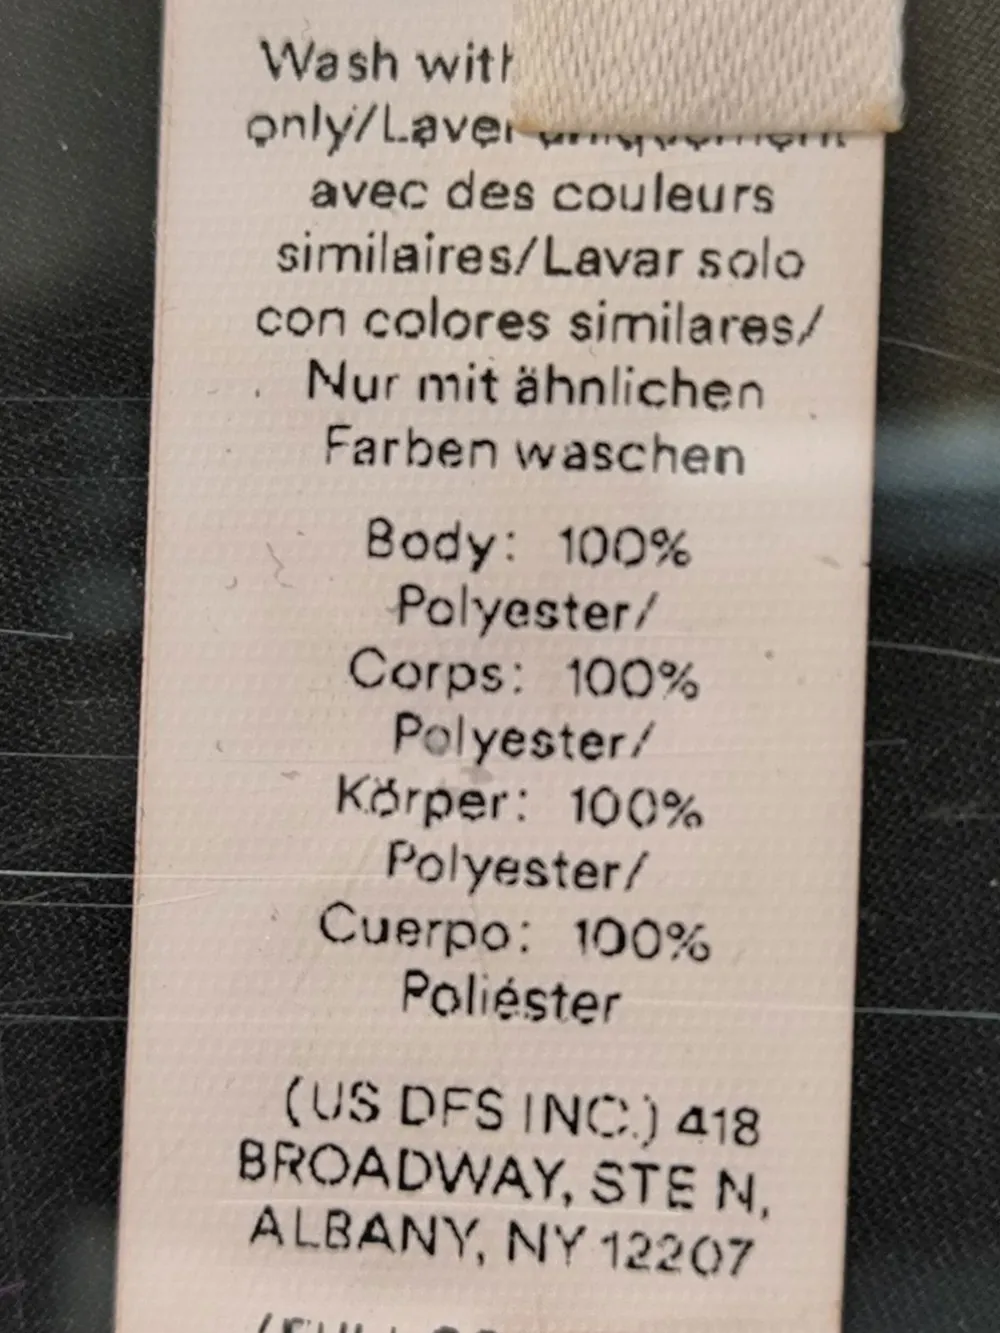 Wash with
only/Laver uniquement
avec des couleurs
similaires/Lavar solo
con colores similares/
Nur mit ähnlichen
Farben waschen
Body: 100%
Polyester/
Corps: 100%
Polyester/
Körper: 100%
Polyester/
Cuerpo: 100%
Poliéster
(US DFS INC.) 418
BROADWAY, STE N,
ALBANY, NY 12207